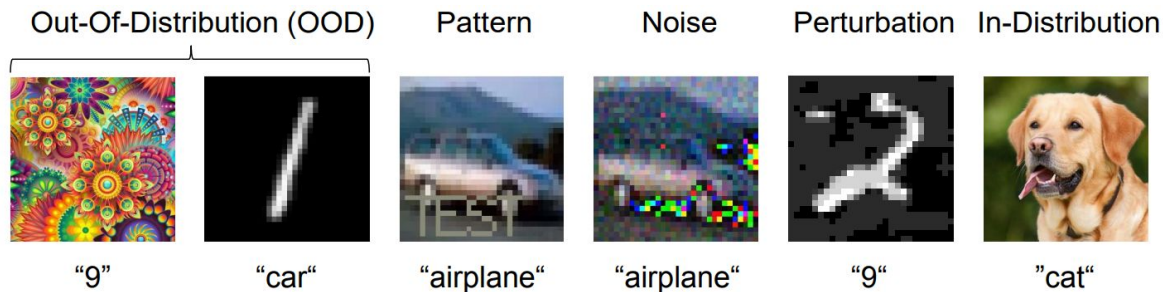 Out-Of-Distribution (OOD) Pattern Noise Perturbation In-Distribution
TEST
“9” “car“ “airplane“ “airplane“ “9“ ”cat“